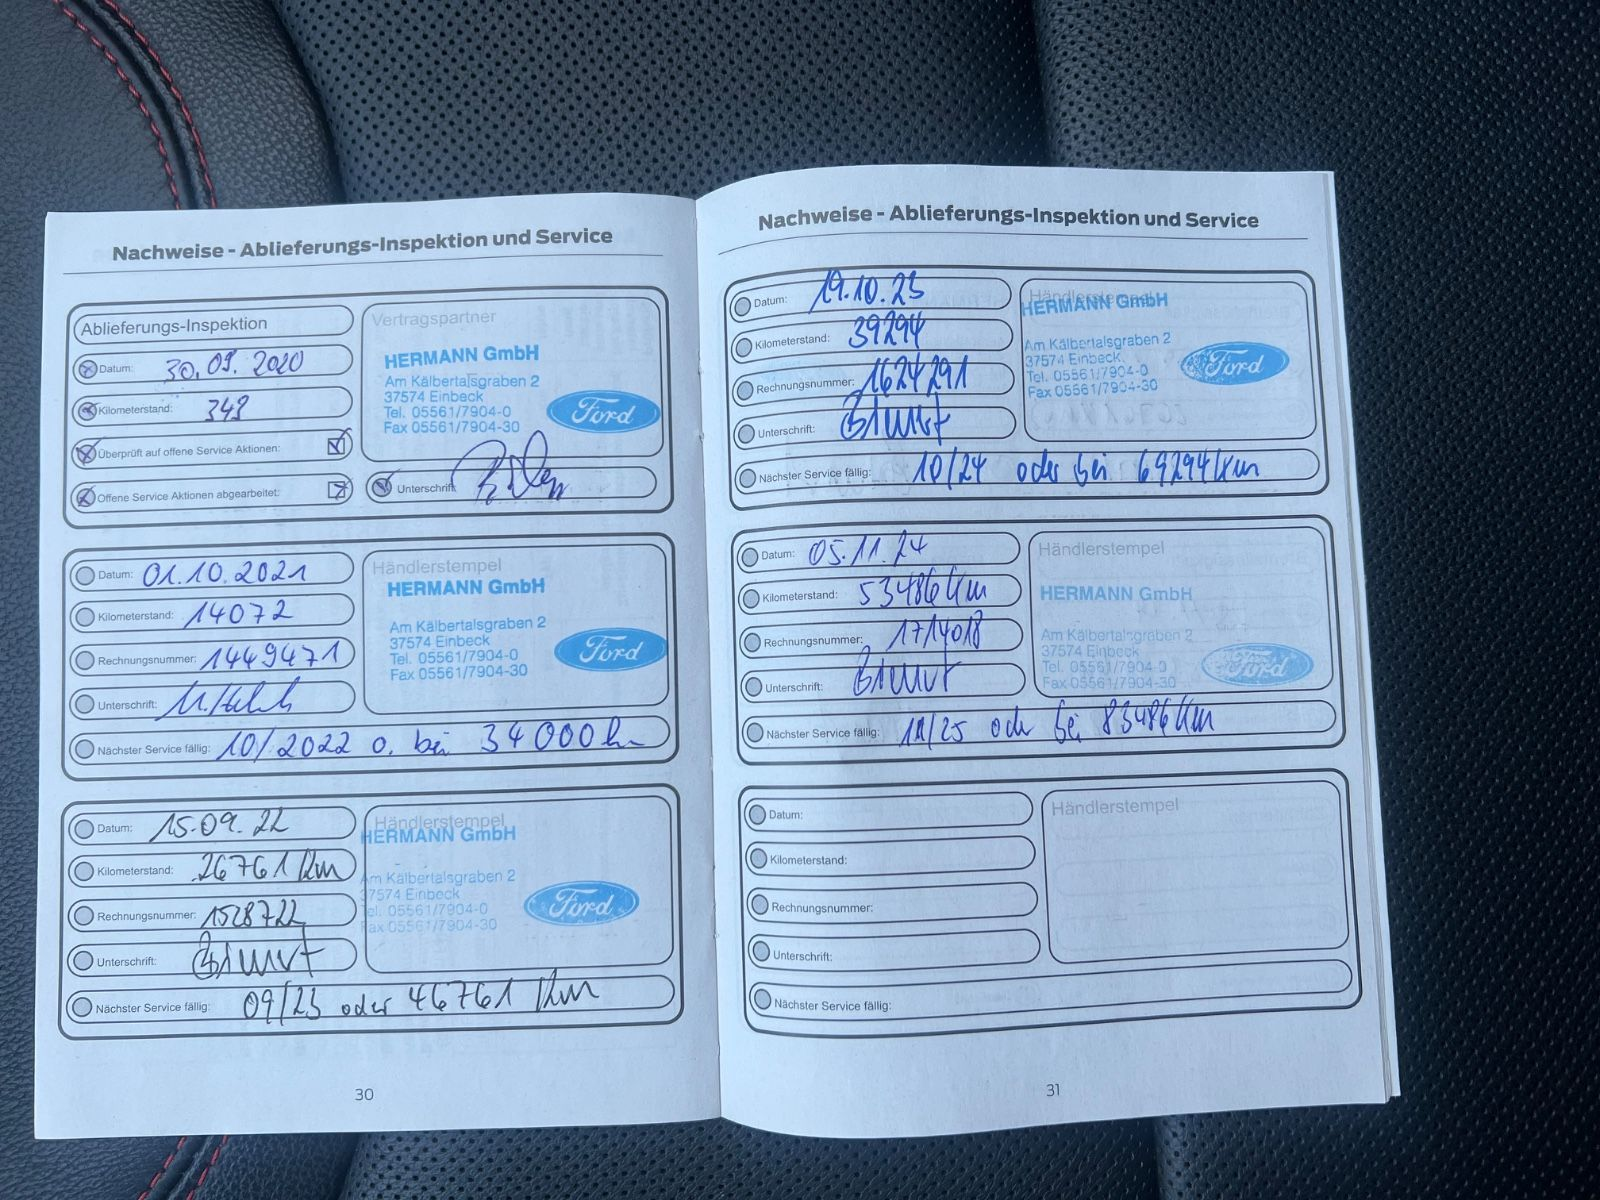 Nachweise - Ablieferungs-Inspektion und Service
Ablieferungs-Inspektion
Datum: 30.09.2020
Kilometerstand: 349
Überprüft auf offene Service Aktionen:
Offene Service Aktionen abgearbeitet:
Vertragspartner
HERMANN GmbH
Am Kälbertalsgraben 2
37574 Einbeck
Tel. 05561/7904-0
Fax 05561/7904-30
Ford
Unterschrift:
Datum: 01.10.2021
Kilometerstand: 14072
Rechnungsnummer: 1449471
Unterschrift:
Nächster Service fällig: 10/2022 o. bei 34000 km
Händlerstempel
HERMANN GmbH
Am Kälbertalsgraben 2
37574 Einbeck
Tel. 05561/7904-0
Fax 05561/7904-30
Ford
Datum: 15.09.22
Kilometerstand: 26761 km
Rechnungsnummer: 1528722
Unterschrift:
Nächster Service fällig: 09/23 oder 46761 km
Händlerstempel
HERMANN GmbH
Am Kälbertalsgraben 2
37574 Einbeck
Tel. 05561/7904-0
Fax 05561/7904-30
Ford
30
Nachweise - Ablieferungs-Inspektion und Service
Datum: 19.10.23
Kilometerstand: 39294
Rechnungsnummer: 1624291
Unterschrift:
Nächster Service fällig: 10/24 oder bei 69294 km
Händlerstempel
HERMANN GmbH
Am Kälbertalsgraben 2
37574 Einbeck
Tel. 05561/7904-0
Fax 05561/7904-30
Ford
Datum: 05.11.24
Kilometerstand: 53486 km
Rechnungsnummer: 1714018
Unterschrift:
Nächster Service fällig: 11/25 oder bei 83486 km
Händlerstempel
HERMANN GmbH
Am Kälbertalsgraben 2
37574 Einbeck
Tel. 05561/7904-0
Fax 05561/7904-30
Ford
Datum:
Kilometerstand:
Rechnungsnummer:
Unterschrift:
Nächster Service fällig:
Händlerstempel
31